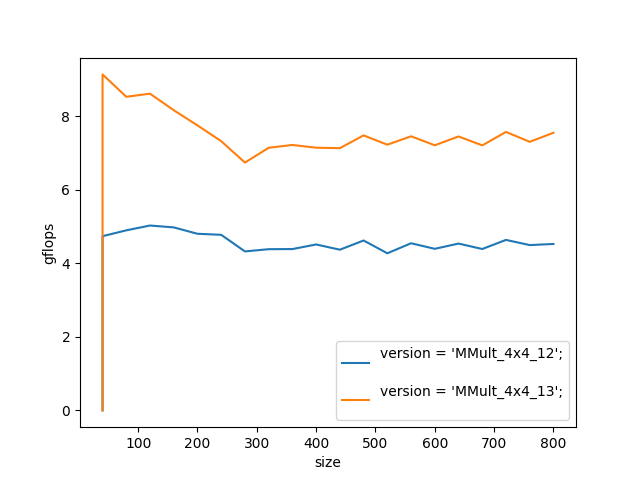 8
6
4
2
0
gflops
100 200 300 400 500 600 700 800
size
version = 'MMult_4x4_12';
version = 'MMult_4x4_13';